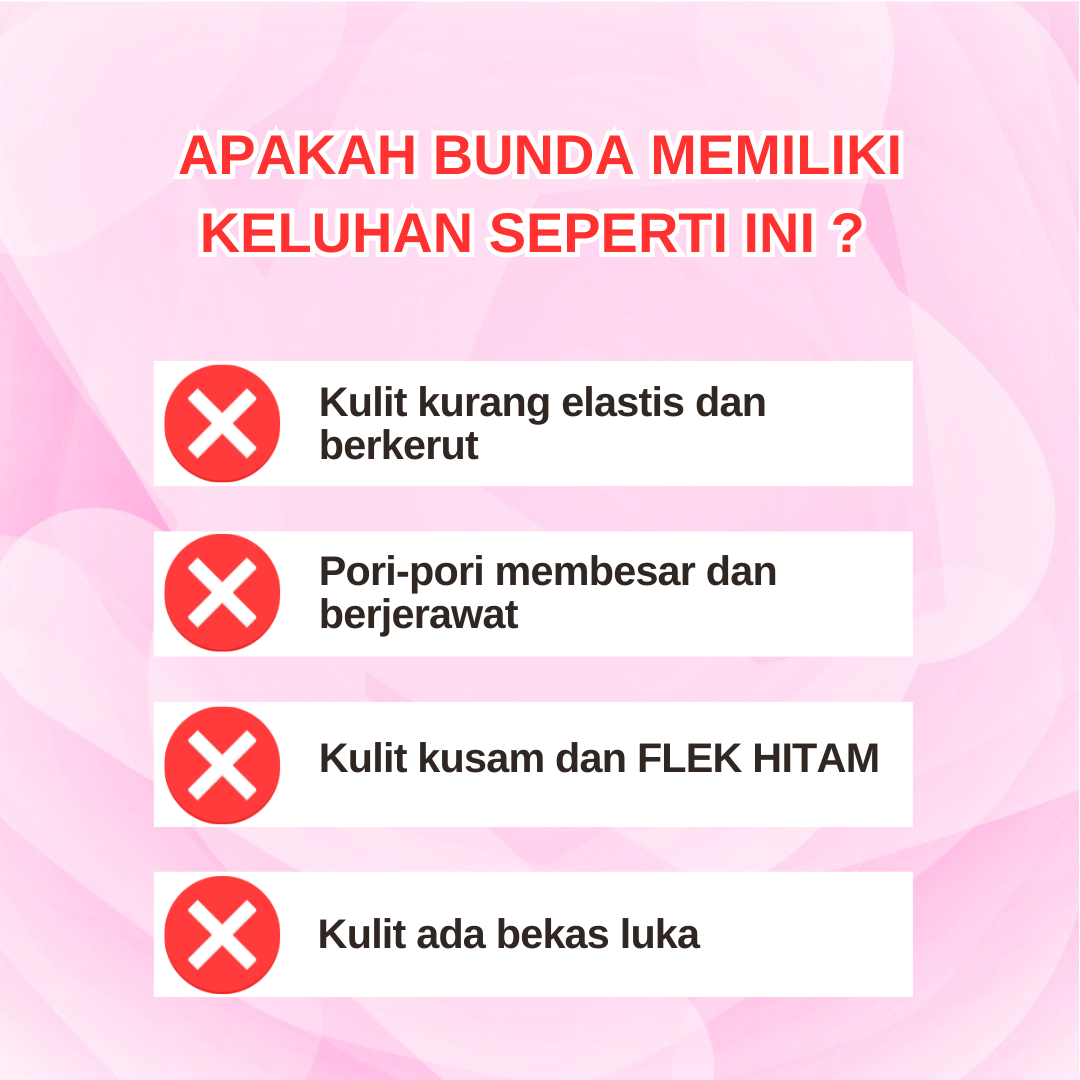 APAKAH BUNDA MEMILIKI
KELUHAN SEPERTI INI ?
Kulit kurang elastis dan
berkerut
Pori-pori membesar dan
berjerawat
Kulit kusam dan FLEK HITAM
Kulit ada bekas luka